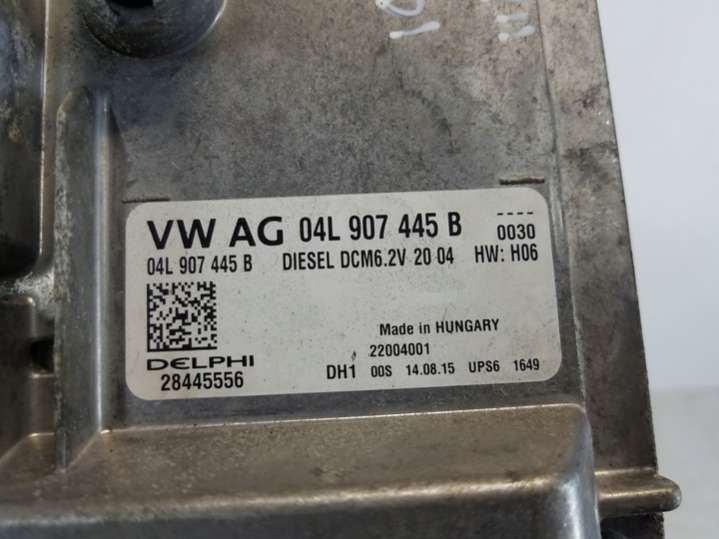 VW AG 04L 907 445 B ----
0030
04L 907 445 B DIESEL DCM6.2V 20 04 HW: H06
Made in HUNGARY
22004001
DELPHI
28445556 DH1 00S 14.08.15 UPS6 1649